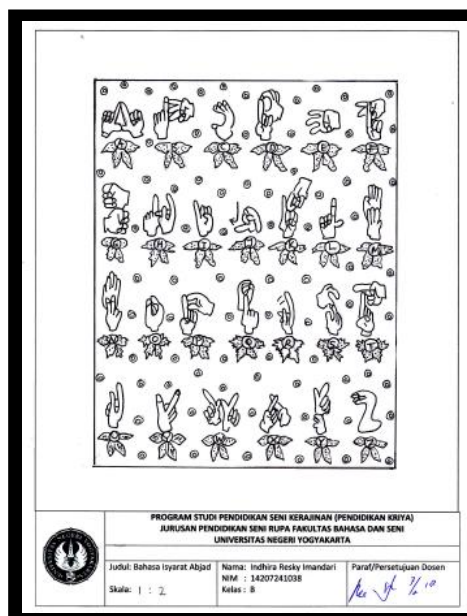 A B C D E F
G H I J K L M
N O P Q R S T
U V W X Y Z
PROGRAM STUDI PENDIDIKAN SENI KERAJINAN (PENDIDIKAN KRIYA)
JURUSAN PENDIDIKAN SENI RUPA FAKULTAS BAHASA DAN SENI
UNIVERSITAS NEGERI YOGYAKARTA
Judul: Bahasa Isyarat Abjad
Skala: 1 : 2
Nama: Indhira Resky Imandari
NIM : 14207241038
Kelas : B
Paraf/Persetujuan Dosen